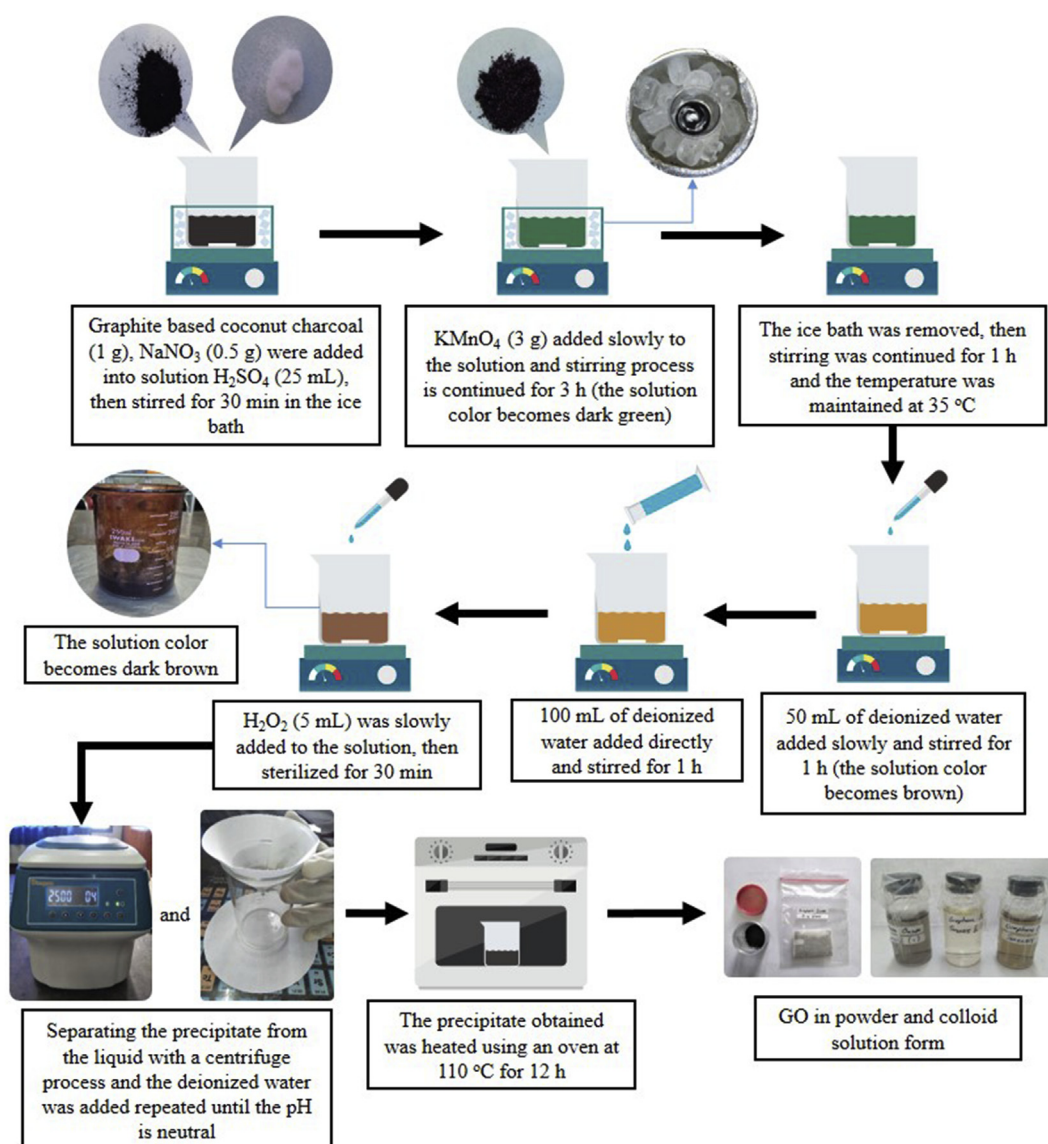 Graphite based coconut charcoal
(1 g), NaNO₃ (0.5 g) were added
into solution H₂SO₄ (25 mL),
then stirred for 30 min in the ice
bath
KMnO₄ (3 g) added slowly to
the solution and stirring process
is continued for 3 h (the solution
color becomes dark green)
The ice bath was removed, then
stirring was continued for 1 h
and the temperature was
maintained at 35 °C
50 mL of deionized water
added slowly and stirred for
1 h (the solution color
becomes brown)
100 mL of deionized
water added directly
and stirred for 1 h
H₂O₂ (5 mL) was slowly
added to the solution, then
sterilized for 30 min
IWAKI
The solution color
becomes dark brown
2500 04
and
Separating the precipitate from
the liquid with a centrifuge
process and the deionized water
was added repeated until the pH
is neutral
The precipitate obtained
was heated using an oven at
110 °C for 12 h
GO in powder and colloid
solution form